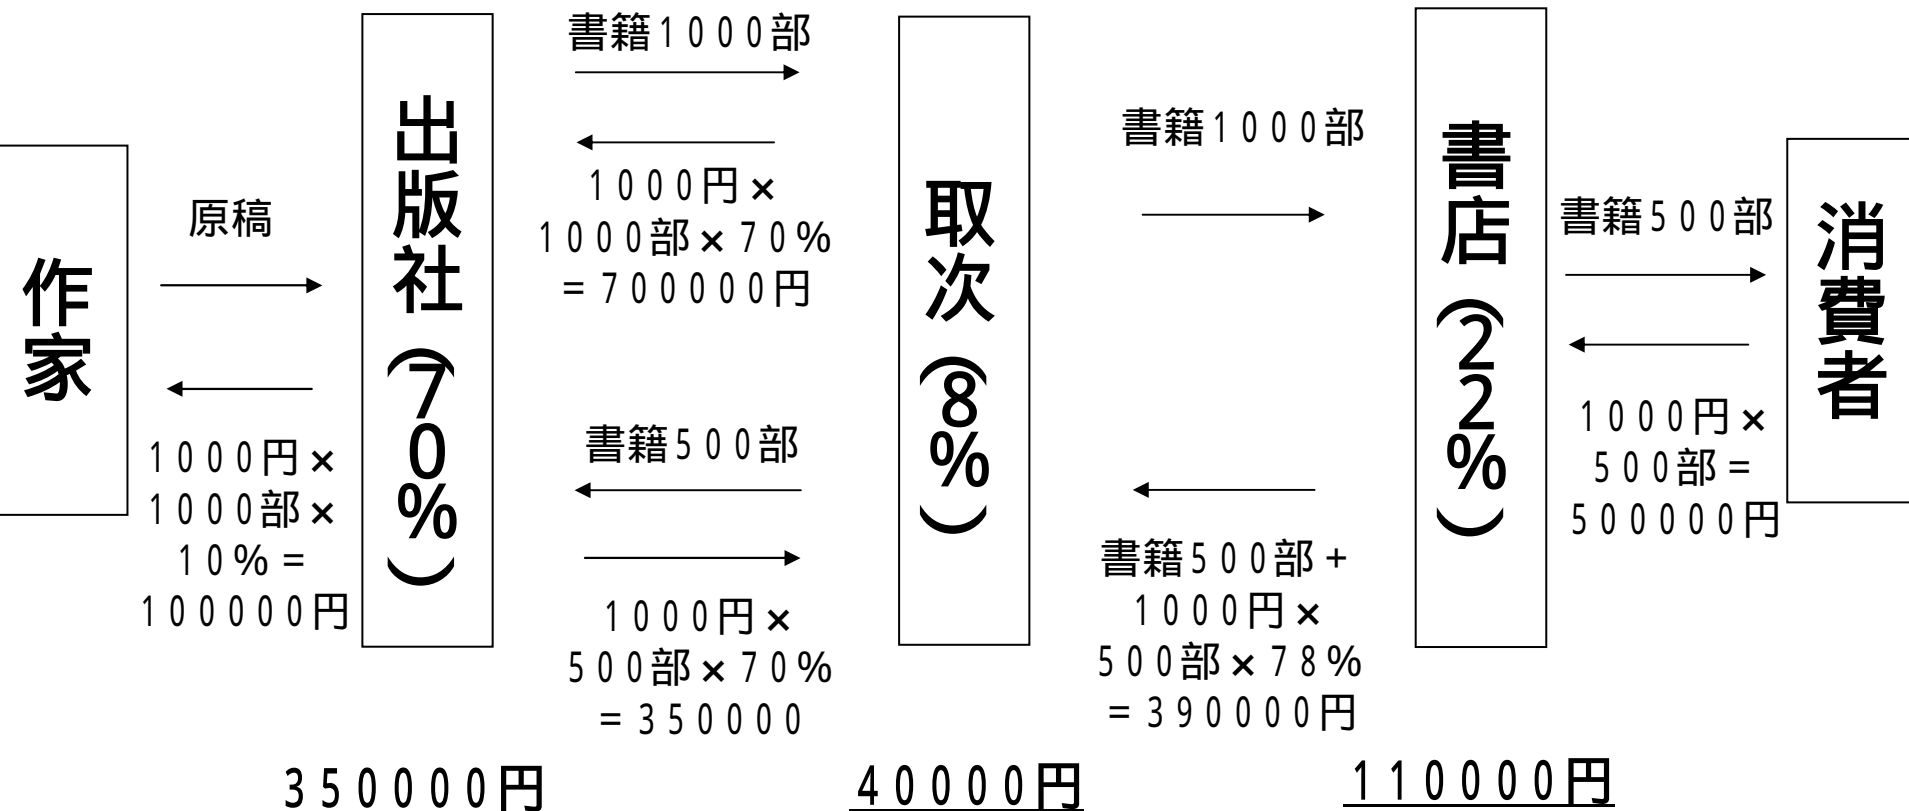 作家
原稿
1000円×
1000部×
10%=
100000円
出版社(70%)
書籍1000部
1000円×
1000部×70%
=700000円
書籍500部
1000円×
500部×70%
=350000
取次(8%)
書籍1000部
書籍500部+
1000円×
500部×78%
=390000円
書店(22%)
書籍500部
1000円×
500部=
500000円
消費者
350000円
40000円
110000円